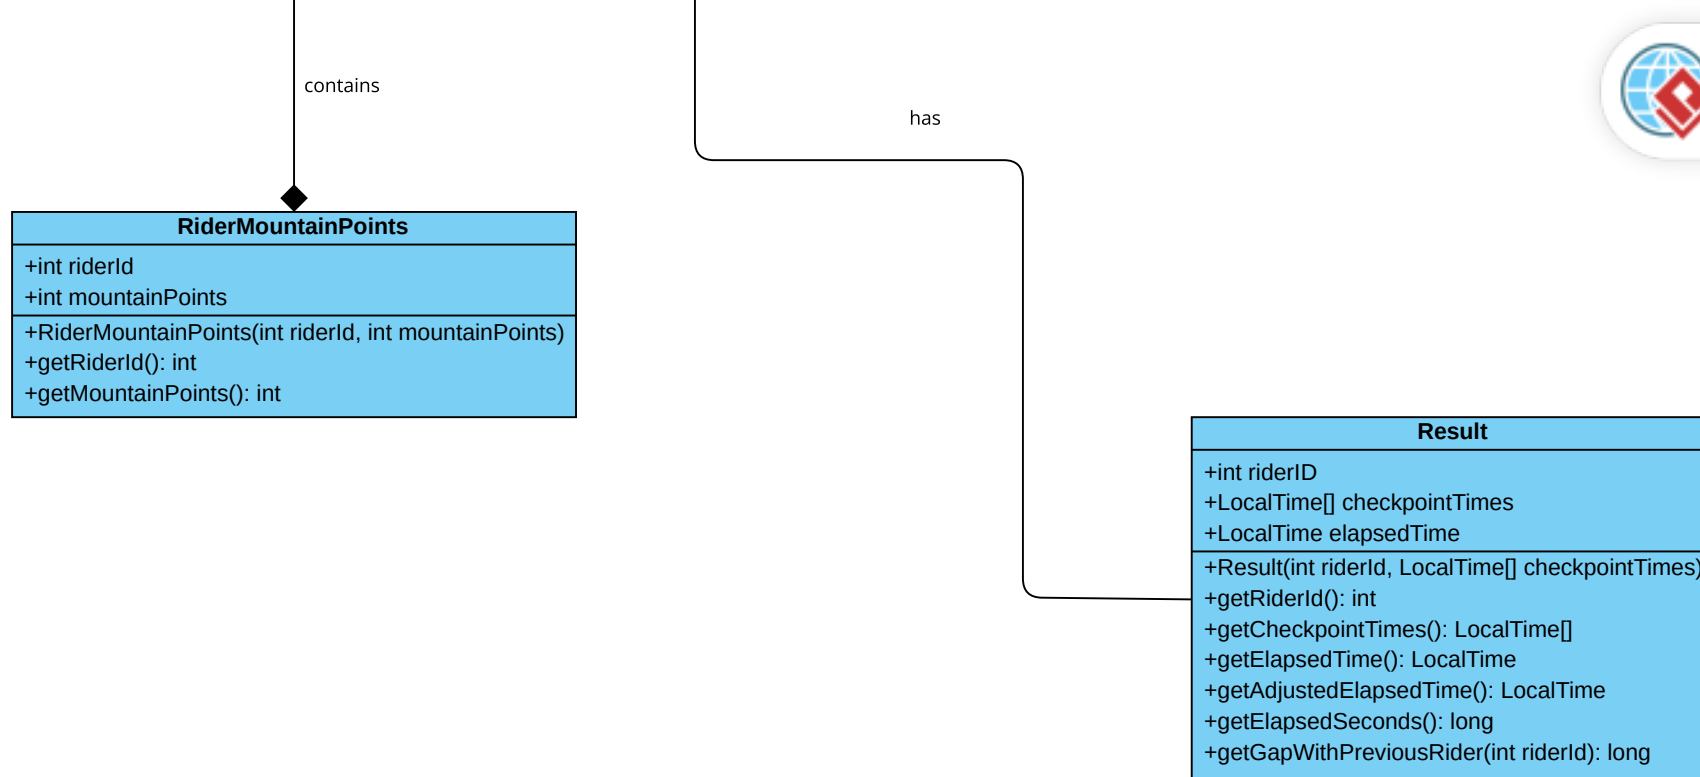 contains
has
RiderMountainPoints
+int riderId
+int mountainPoints
+RiderMountainPoints(int riderId, int mountainPoints)
+getRiderId(): int
+getMountainPoints(): int
Result
+int riderID
+LocalTime[] checkpointTimes
+LocalTime elapsedTime
+Result(int riderId, LocalTime[] checkpointTimes)
+getRiderId(): int
+getCheckpointTimes(): LocalTime[]
+getElapsedTime(): LocalTime
+getAdjustedElapsedTime(): LocalTime
+getElapsedSeconds(): long
+getGapWithPreviousRider(int riderId): long